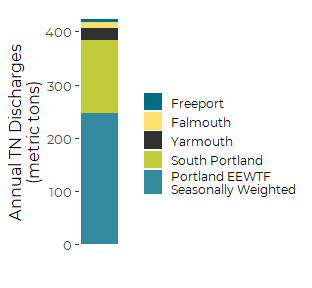 Annual TN Discharges
(metric tons)
400
300
200
100
0
Freeport
Falmouth
Yarmouth
South Portland
Portland EEWTF
Seasonally Weighted